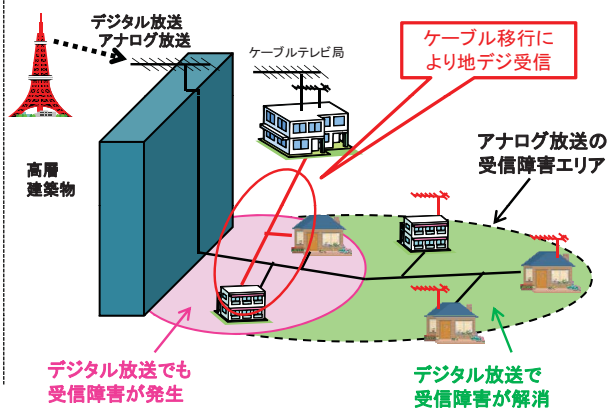 デジタル放送
アナログ放送
ケーブルテレビ局
ケーブル移行に
より地デジ受信
アナログ放送の
受信障害エリア
高層
建築物
デジタル放送でも
受信障害が発生
デジタル放送で
受信障害が解消